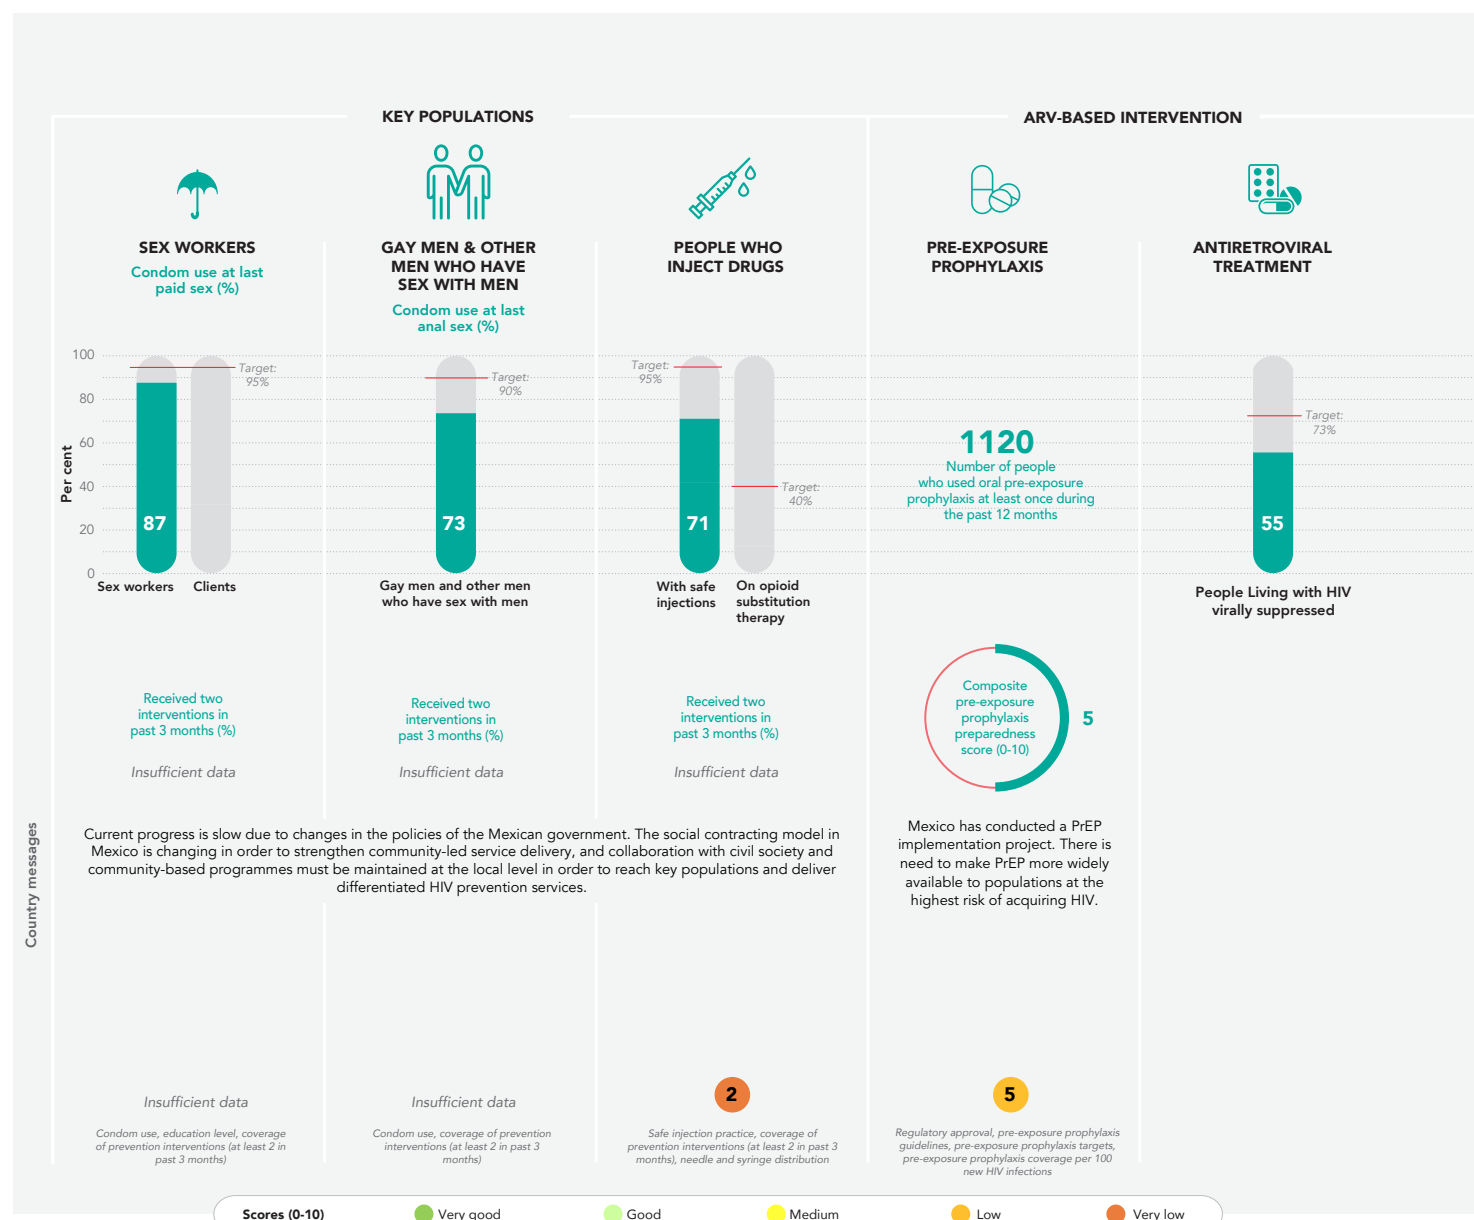 KEY POPULATIONS
ARV-BASED INTERVENTION
SEX WORKERS
Condom use at last
paid sex (%)
GAY MEN & OTHER
MEN WHO HAVE
SEX WITH MEN
Condom use at last
anal sex (%)
PEOPLE WHO
INJECT DRUGS
PRE-EXPOSURE
PROPHYLAXIS
ANTIRETROVIRAL
TREATMENT
Per cent
100
80
60
40
20
0
Target:
95%
87
Sex workers
Clients
Target:
90%
73
Gay men and other men
who have sex with men
Target:
95%
71
With safe
injections
Target:
40%
On opioid
substitution
therapy
1120
Number of people
who used oral pre-exposure
prophylaxis at least once during
the past 12 months
Target:
73%
55
People Living with HIV
virally suppressed
Received two
interventions in
past 3 months (%)
Insufficient data
Received two
interventions in
past 3 months (%)
Insufficient data
Received two
interventions in
past 3 months (%)
Insufficient data
Composite
pre-exposure
prophylaxis
preparedness
score (0-10)
5
Country messages
Current progress is slow due to changes in the policies of the Mexican government. The social contracting model in
Mexico is changing in order to strengthen community-led service delivery, and collaboration with civil society and
community-based programmes must be maintained at the local level in order to reach key populations and deliver
differentiated HIV prevention services.
Mexico has conducted a PrEP
implementation project. There is
need to make PrEP more widely
available to populations at the
highest risk of acquiring HIV.
Insufficient data
Condom use, education level, coverage
of prevention interventions (at least 2 in
past 3 months)
Insufficient data
Condom use, coverage of prevention
interventions (at least 2 in past 3
months)
2
Safe injection practice, coverage of
prevention interventions (at least 2 in past 3
months), needle and syringe distribution
5
Regulatory approval, pre-exposure prophylaxis
guidelines, pre-exposure prophylaxis targets,
pre-exposure prophylaxis coverage per 100
new HIV infections
Scores (0-10)
Very good
Good
Medium
Low
Very low